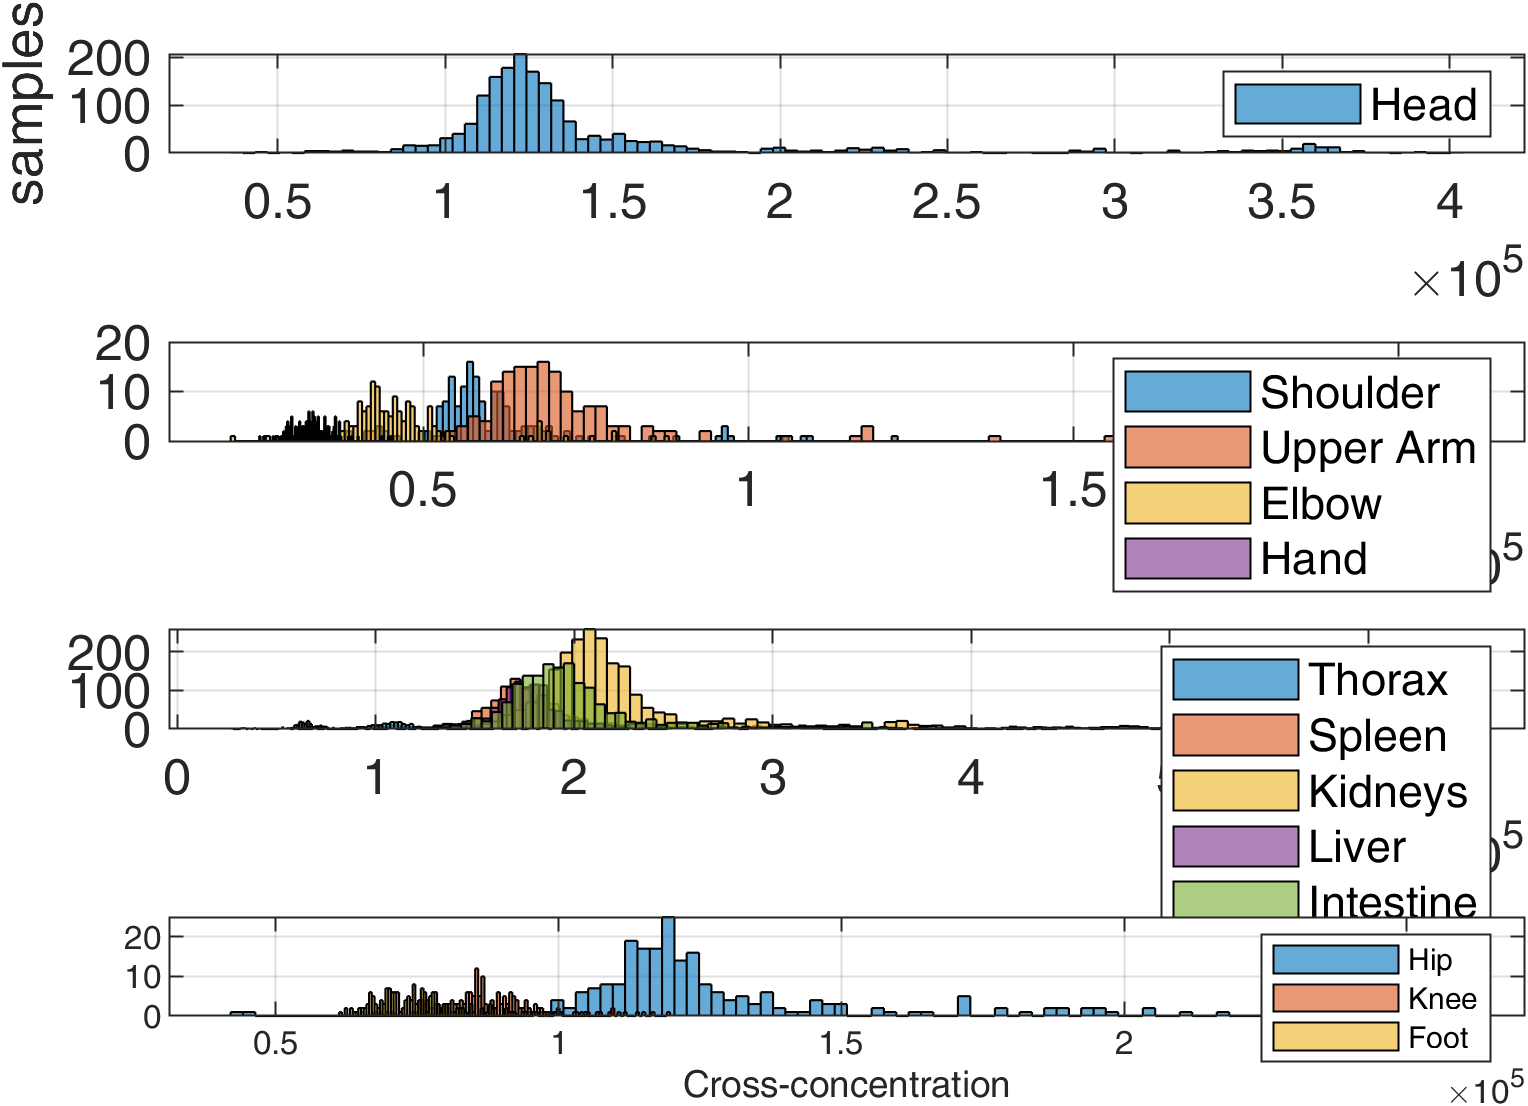 samples
200
100
0
Head
0.5 1 1.5 2 2.5 3 3.5 4
×10^5
20
10
0
Shoulder
Upper Arm
Elbow
Hand
0.5 1 1.5
5
200
100
0
Thorax
Spleen
Kidneys
Liver
Intestine
0 1 2 3 4
5
20
10
0
Hip
Knee
Foot
0.5 1 1.5 2
Cross-concentration
×10^5